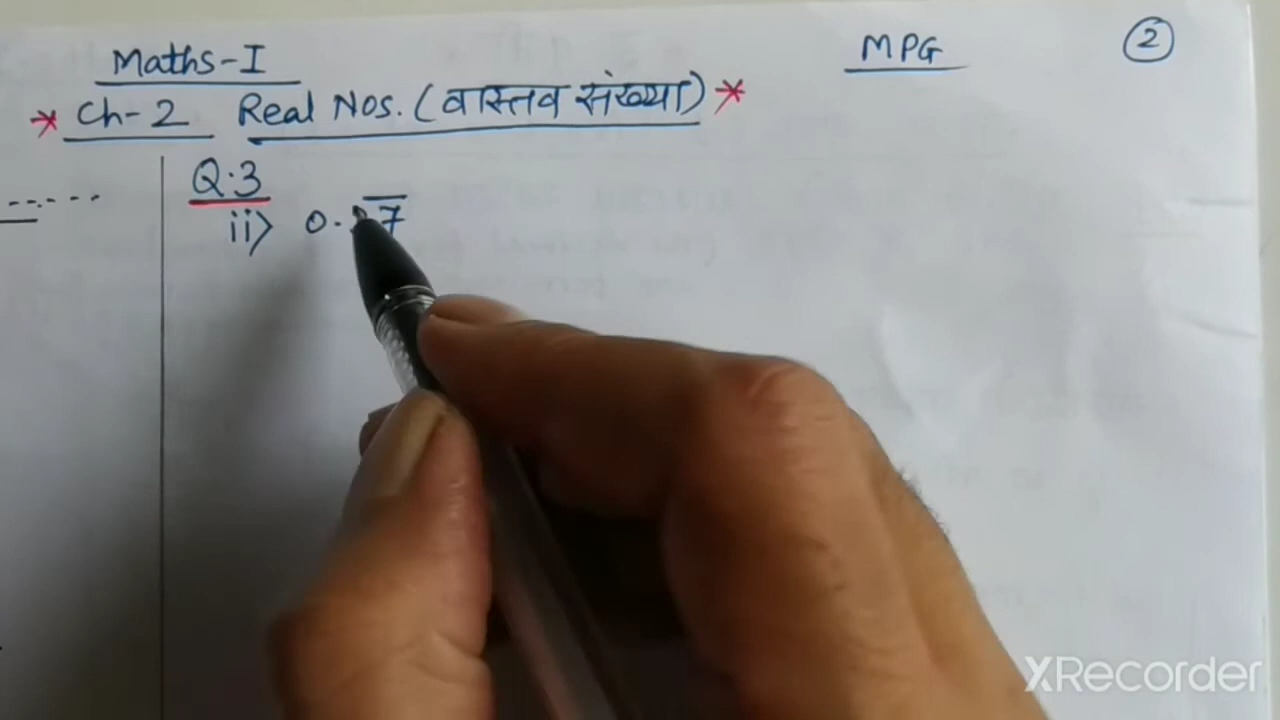 Maths-I
MPG
2
* Ch-2 Real Nos. (वास्तव संख्या) *
Q.3
ii> 0. 7
XRecorder